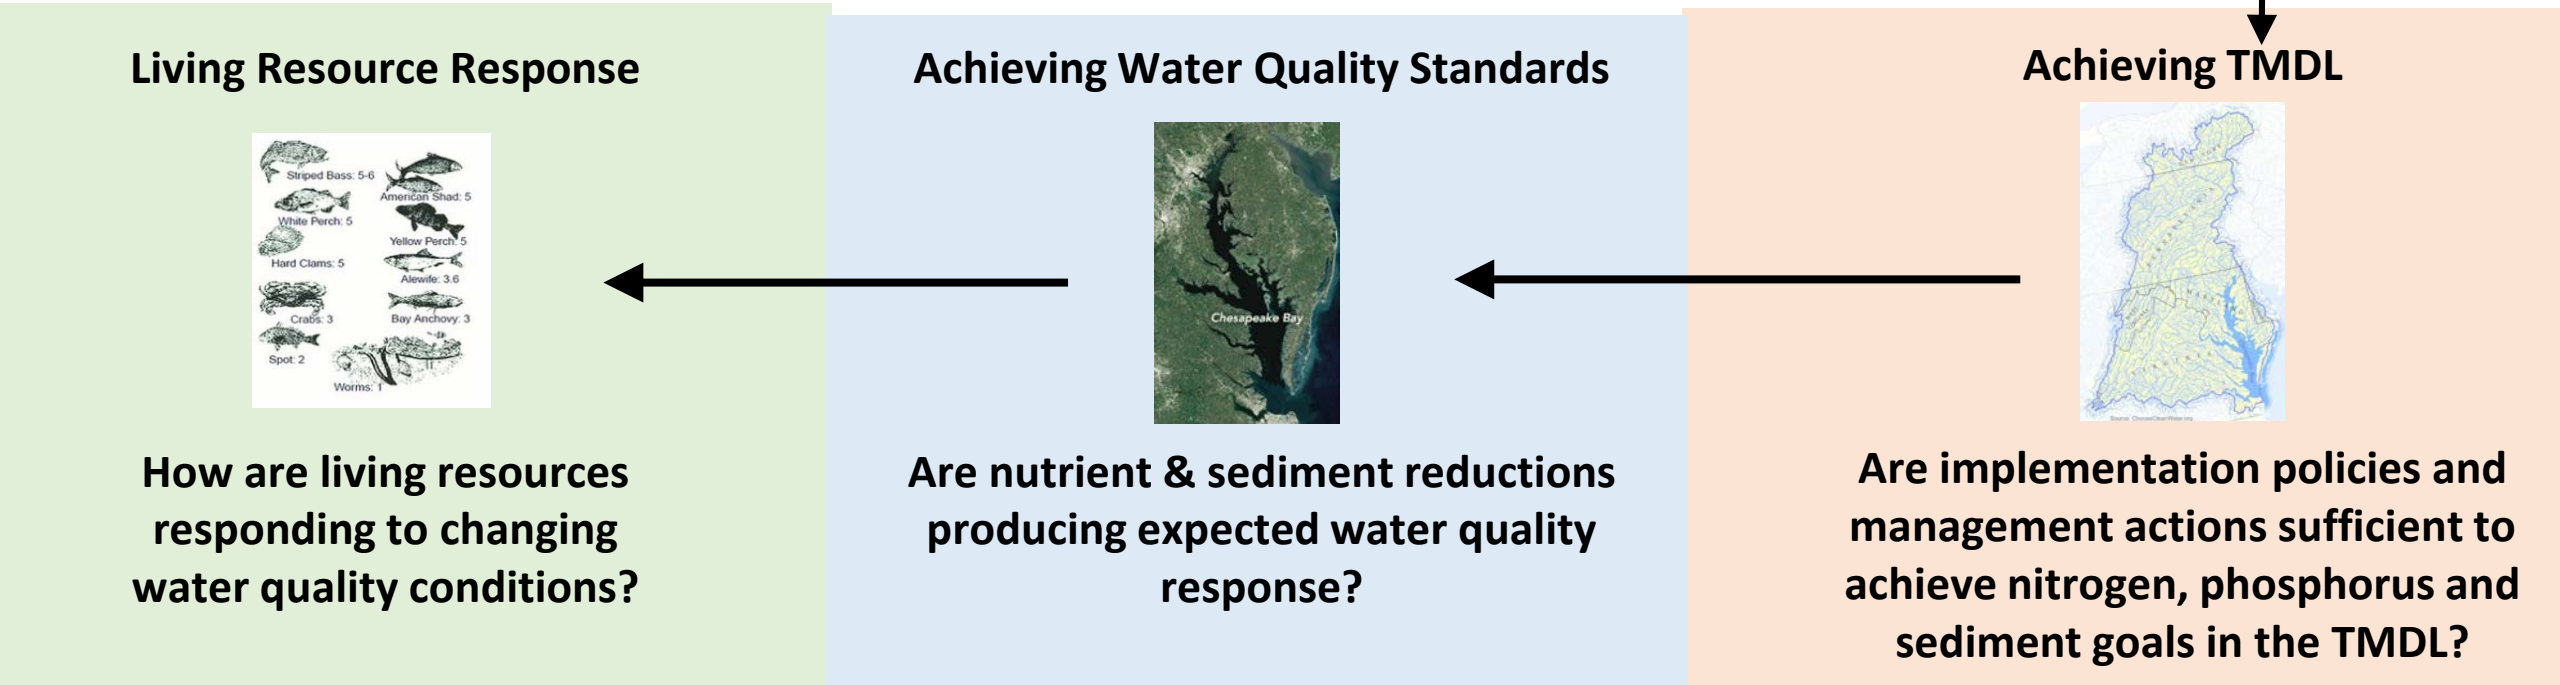 Living Resource Response
Striped Bass: 5-6
American Shad: 5
White Perch: 5
Yellow Perch: 5
Hard Clams: 5
Alewife: 3.6
Crabs: 3
Bay Anchovy: 3
Spot: 2
Worms: 1
How are living resources
responding to changing
water quality conditions?
Achieving Water Quality Standards
Chesapeake Bay
Are nutrient & sediment reductions
producing expected water quality
response?
Achieving TMDL
Source: ChooseCleanWater.org
Are implementation policies and
management actions sufficient to
achieve nitrogen, phosphorus and
sediment goals in the TMDL?